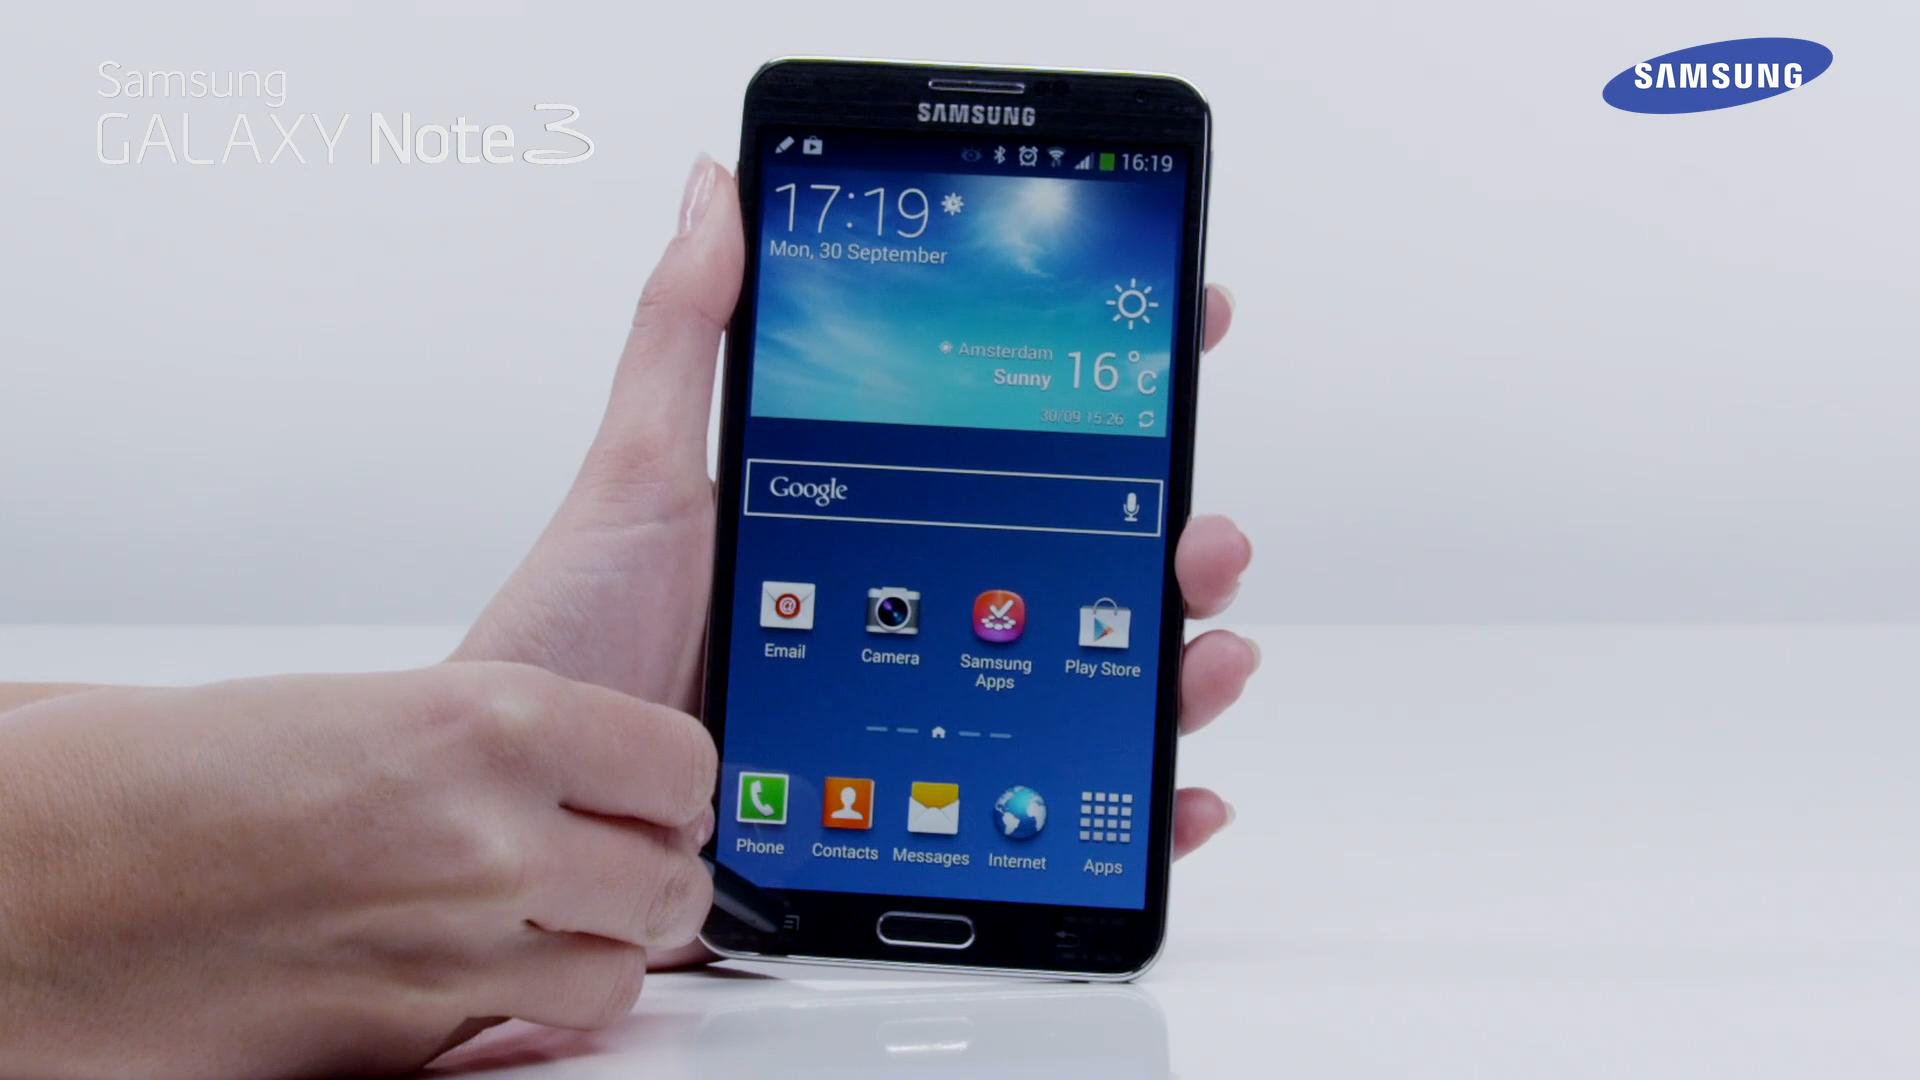 Samsung
GALAXY Note 3
SAMSUNG
SAMSUNG
16:19
17:19
Mon, 30 September
Amsterdam
Sunny
16°C
30/09 15:26
Google
Email
Camera
Samsung Apps
Play Store
Phone
Contacts
Messages
Internet
Apps